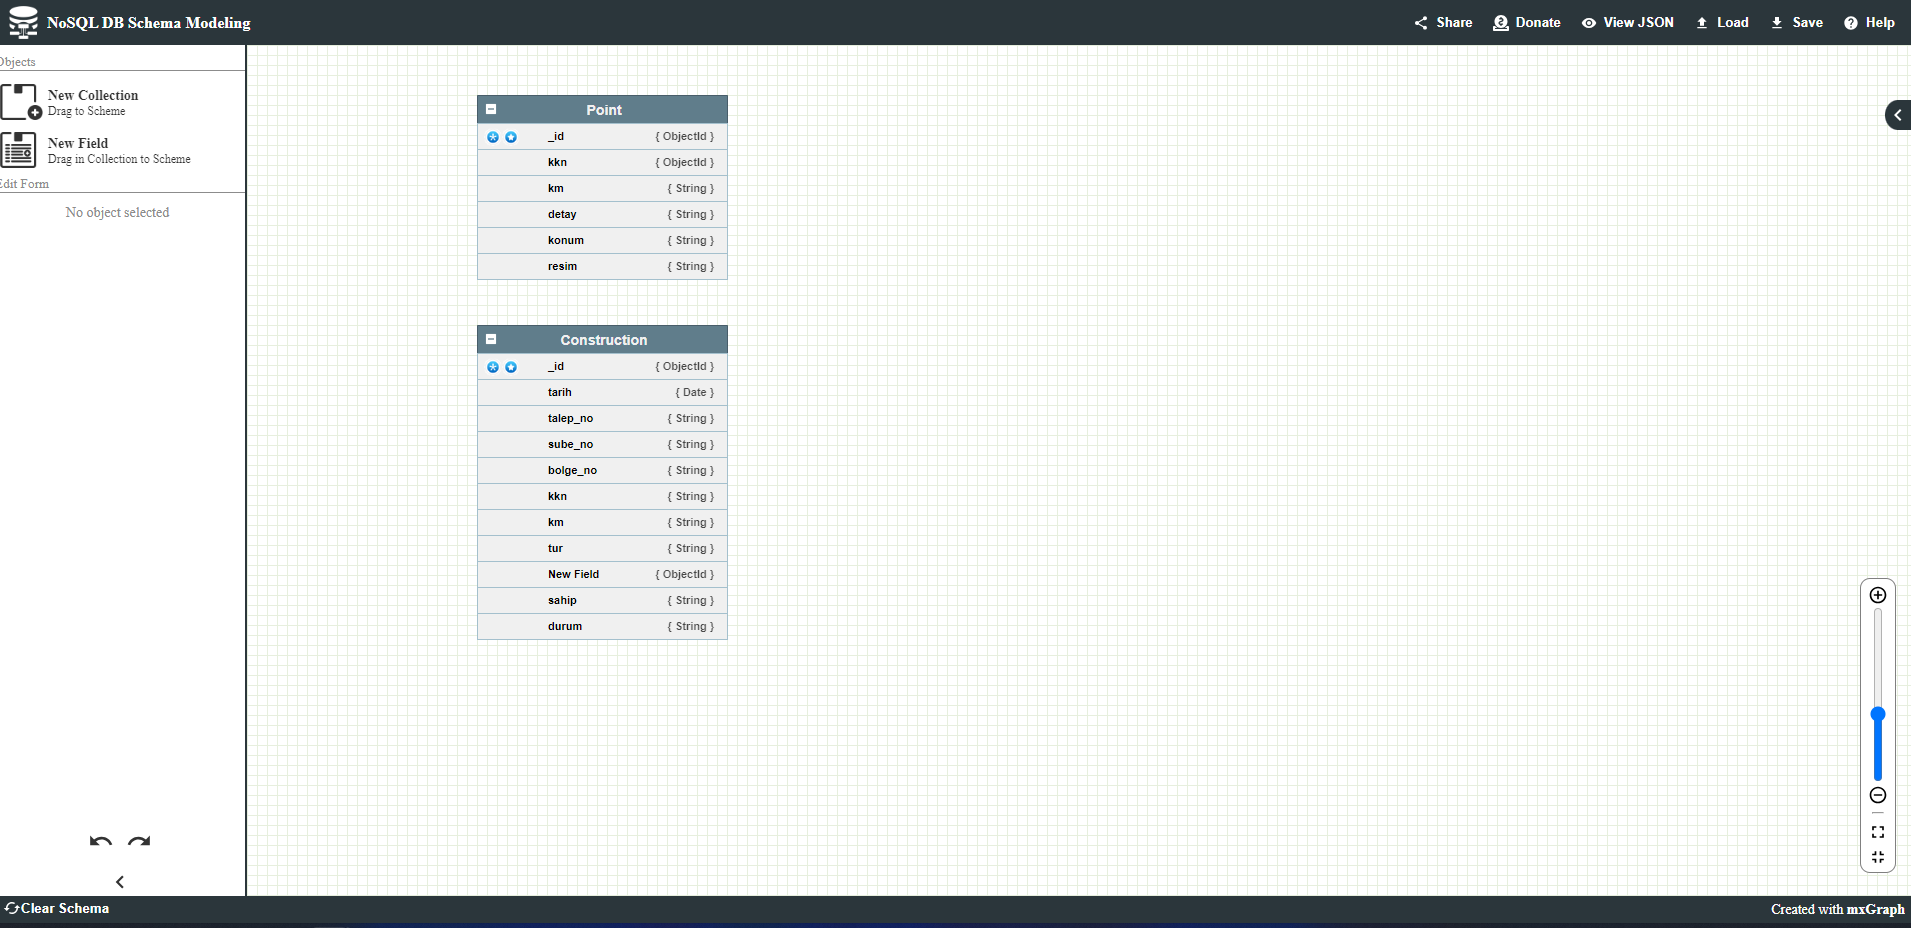 NoSQL DB Schema Modeling
Share Donate View JSON Load Save Help
Objects
New Collection
Drag to Scheme
New Field
Drag in Collection to Scheme
Edit Form
No object selected
Point
_id { ObjectId }
kkn { ObjectId }
km { String }
detay { String }
konum { String }
resim { String }
Construction
_id { ObjectId }
tarih { Date }
talep_no { String }
sube_no { String }
bolge_no { String }
kkn { String }
km { String }
tur { String }
New Field { ObjectId }
sahip { String }
durum { String }
Clear Schema
Created with mxGraph